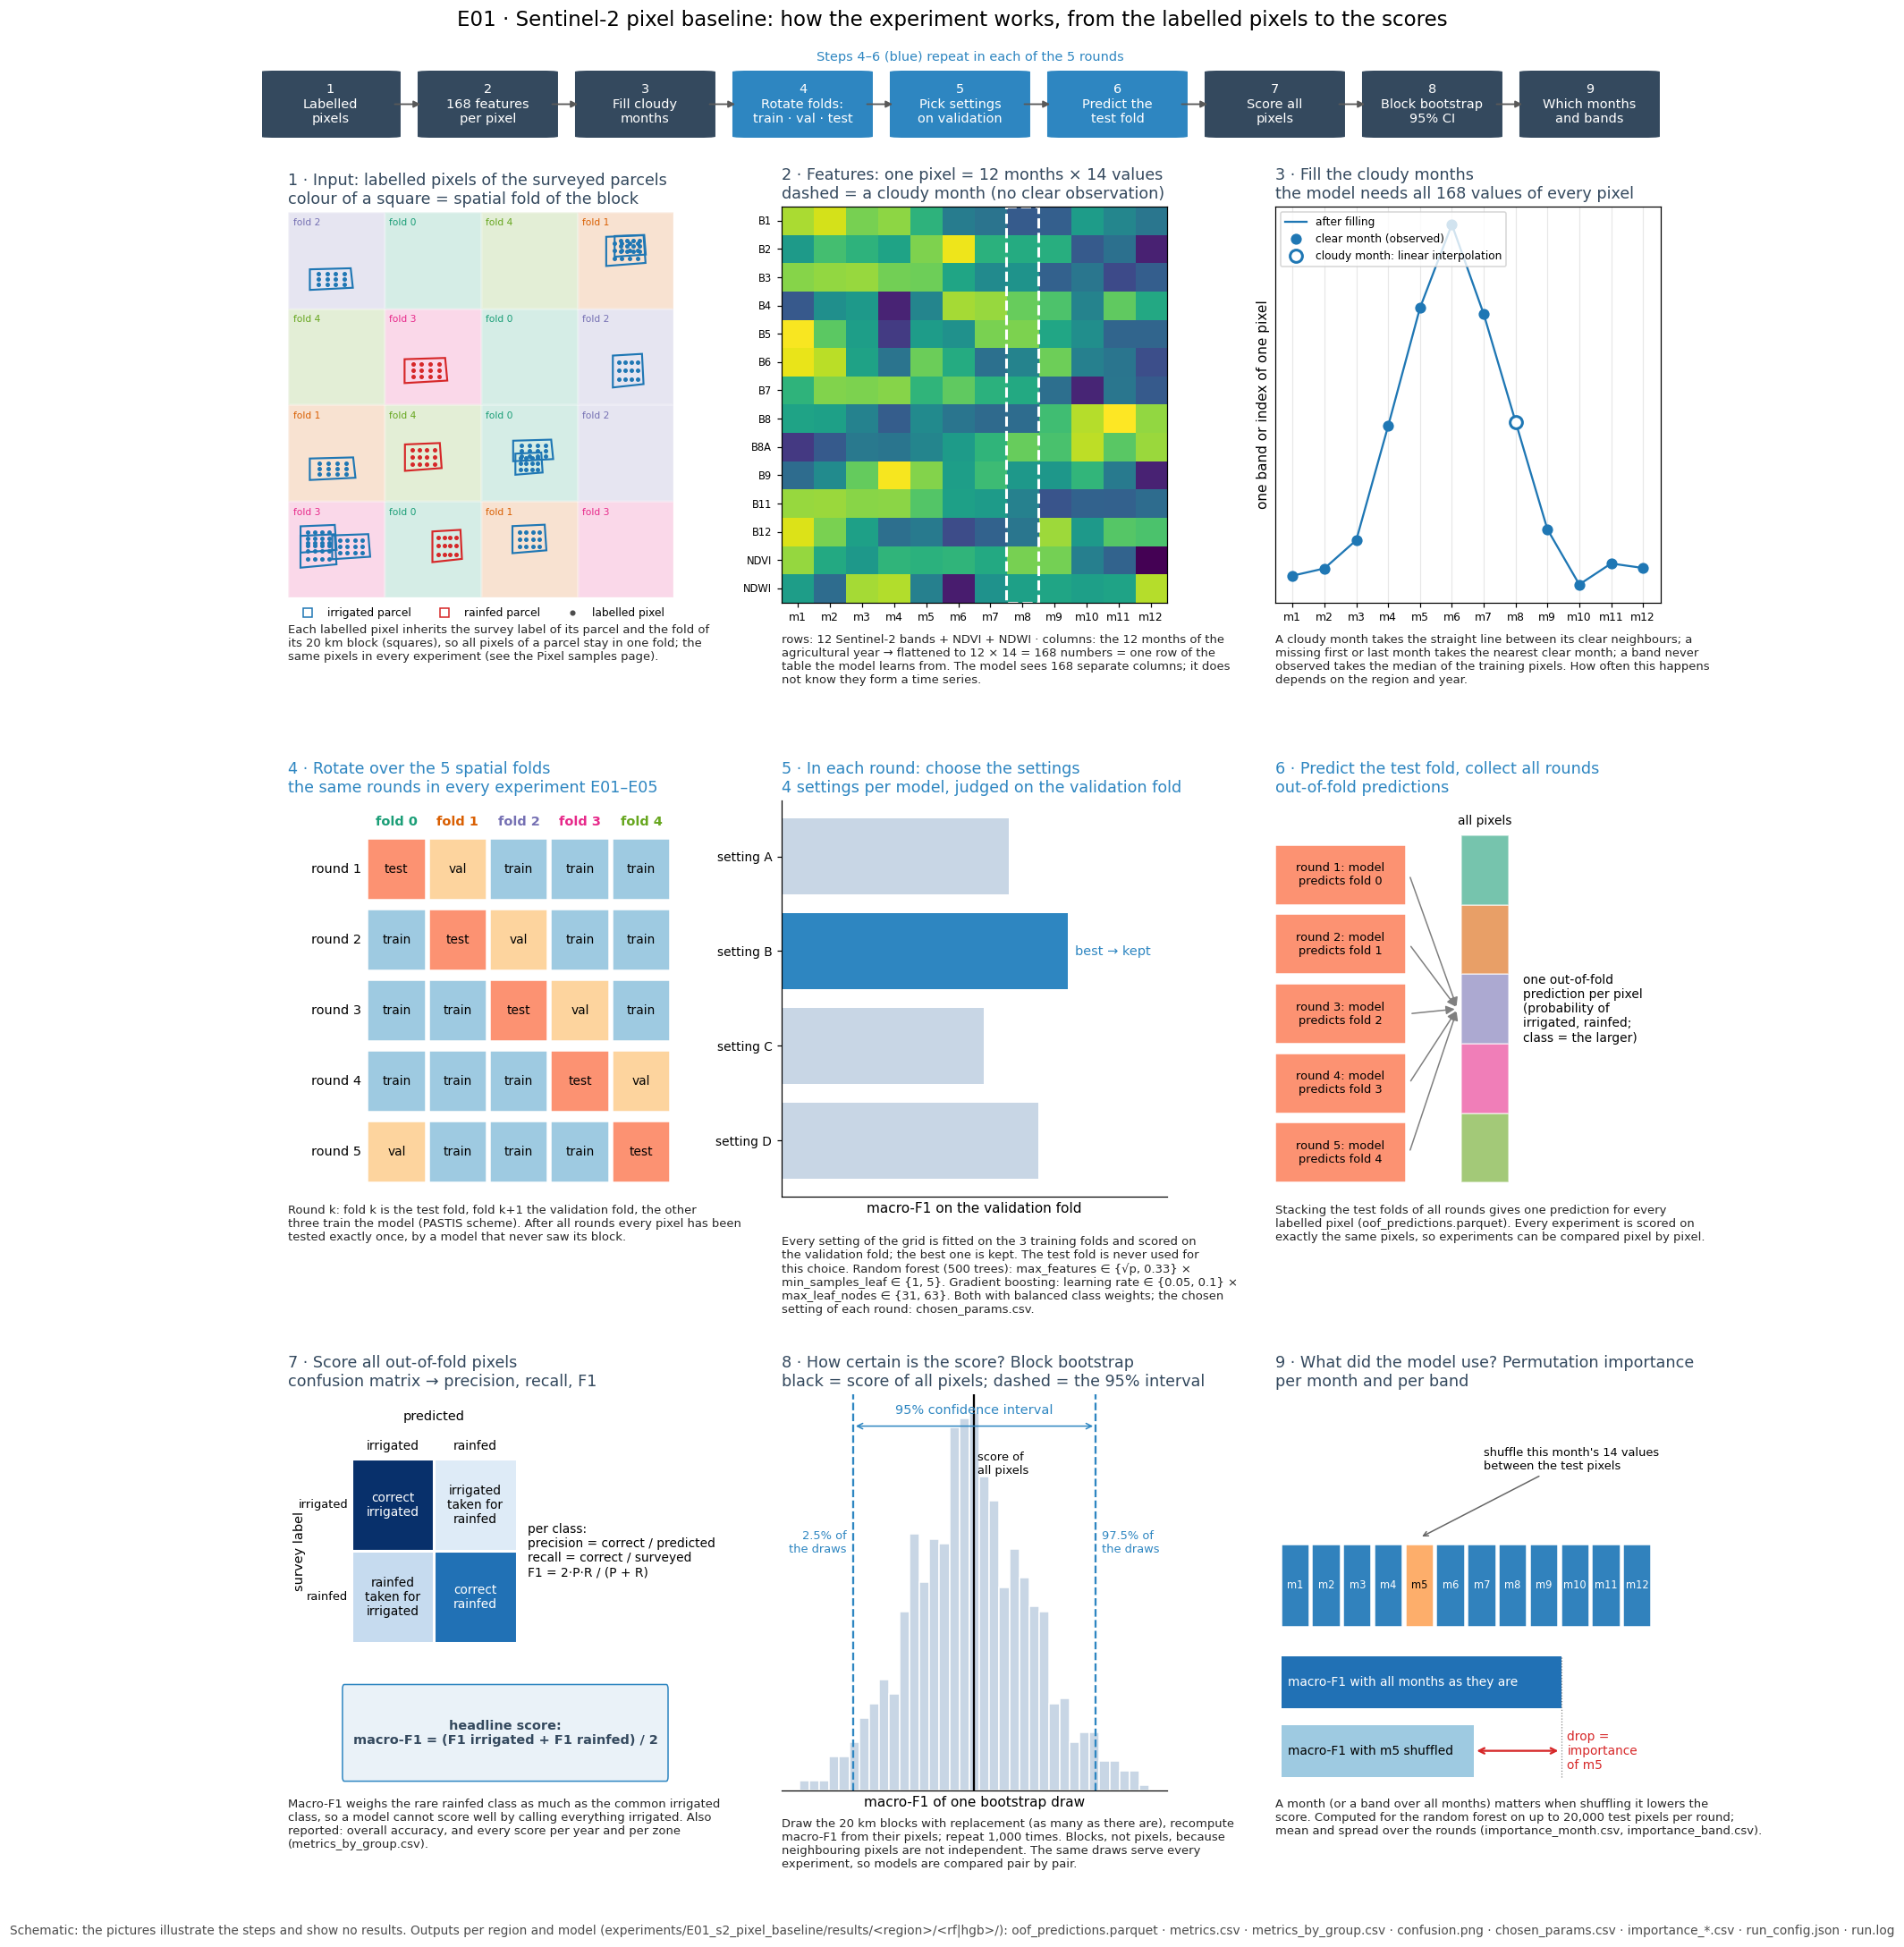 E01 · Sentinel-2 pixel baseline: how the experiment works, from the labelled pixels to the scores
Steps 4–6 (blue) repeat in each of the 5 rounds
1
Labelled
pixels
2
168 features
per pixel
3
Fill cloudy
months
4
Rotate folds:
train · val · test
5
Pick settings
on validation
6
Predict the
test fold
7
Score all
pixels
8
Block bootstrap
95% CI
9
Which months
and bands
1 · Input: labelled pixels of the surveyed parcels
colour of a square = spatial fold of the block
fold 2
fold 0
fold 4
fold 1
fold 4
fold 3
fold 0
fold 2
fold 1
fold 4
fold 0
fold 2
fold 3
fold 0
fold 1
fold 3
irrigated parcel
rainfed parcel
labelled pixel
Each labelled pixel inherits the survey label of its parcel and the fold of
its 20 km block (squares), so all pixels of a parcel stay in one fold; the
same pixels in every experiment (see the Pixel samples page).
2 · Features: one pixel = 12 months × 14 values
dashed = a cloudy month (no clear observation)
B1
B2
B3
B4
B5
B6
B7
B8
B8A
B9
B11
B12
NDVI
NDWI
m1 m2 m3 m4 m5 m6 m7 m8 m9 m10 m11 m12
rows: 12 Sentinel-2 bands + NDVI + NDWI · columns: the 12 months of the
agricultural year → flattened to 12 × 14 = 168 numbers = one row of the
table the model learns from. The model sees 168 separate columns; it does
not know they form a time series.
3 · Fill the cloudy months
the model needs all 168 values of every pixel
after filling
clear month (observed)
cloudy month: linear interpolation
one band or index of one pixel
m1 m2 m3 m4 m5 m6 m7 m8 m9 m10 m11 m12
A cloudy month takes the straight line between its clear neighbours; a
missing first or last month takes the nearest clear month; a band never
observed takes the median of the training pixels. How often this happens
depends on the region and year.
4 · Rotate over the 5 spatial folds
the same rounds in every experiment E01–E05
fold 0 fold 1 fold 2 fold 3 fold 4
round 1 test val train train train
round 2 train test val train train
round 3 train train test val train
round 4 train train train test val
round 5 val train train train test
Round k: fold k is the test fold, fold k+1 the validation fold, the other
three train the model (PASTIS scheme). After all rounds every pixel has been
tested exactly once, by a model that never saw its block.
5 · In each round: choose the settings
4 settings per model, judged on the validation fold
setting A
setting B
best → kept
setting C
setting D
macro-F1 on the validation fold
Every setting of the grid is fitted on the 3 training folds and scored on
the validation fold; the best one is kept. The test fold is never used for
this choice. Random forest (500 trees): max_features ∈ {√p, 0.33} ×
min_samples_leaf ∈ {1, 5}. Gradient boosting: learning rate ∈ {0.05, 0.1} ×
max_leaf_nodes ∈ {31, 63}. Both with balanced class weights; the chosen
setting of each round: chosen_params.csv.
6 · Predict the test fold, collect all rounds
out-of-fold predictions
all pixels
round 1: model
predicts fold 0
round 2: model
predicts fold 1
round 3: model
predicts fold 2
round 4: model
predicts fold 3
round 5: model
predicts fold 4
one out-of-fold
prediction per pixel
(probability of
irrigated, rainfed;
class = the larger)
Stacking the test folds of all rounds gives one prediction for every
labelled pixel (oof_predictions.parquet). Every experiment is scored on
exactly the same pixels, so experiments can be compared pixel by pixel.
7 · Score all out-of-fold pixels
confusion matrix → precision, recall, F1
predicted
irrigated rainfed
survey label
irrigated
correct
irrigated
irrigated
taken for
rainfed
rainfed
rainfed
taken for
irrigated
correct
rainfed
per class:
precision = correct / predicted
recall = correct / surveyed
F1 = 2·P·R / (P + R)
headline score:
macro-F1 = (F1 irrigated + F1 rainfed) / 2
Macro-F1 weighs the rare rainfed class as much as the common irrigated
class, so a model cannot score well by calling everything irrigated. Also
reported: overall accuracy, and every score per year and per zone
(metrics_by_group.csv).
8 · How certain is the score? Block bootstrap
black = score of all pixels; dashed = the 95% interval
95% confidence interval
score of
all pixels
2.5% of
the draws
97.5% of
the draws
macro-F1 of one bootstrap draw
Draw the 20 km blocks with replacement (as many as there are), recompute
macro-F1 from their pixels; repeat 1,000 times. Blocks, not pixels, because
neighbouring pixels are not independent. The same draws serve every
experiment, so models are compared pair by pair.
9 · What did the model use? Permutation importance
per month and per band
shuffle this month's 14 values
between the test pixels
m1 m2 m3 m4 m5 m6 m7 m8 m9 m10 m11 m12
macro-F1 with all months as they are
macro-F1 with m5 shuffled
drop =
importance
of m5
A month (or a band over all months) matters when shuffling it lowers the
score. Computed for the random forest on up to 20,000 test pixels per round;
mean and spread over the rounds (importance_month.csv, importance_band.csv).
Schematic: the pictures illustrate the steps and show no results. Outputs per region and model (experiments/E01_s2_pixel_baseline/results/<region>/<rf|hgb>/): oof_predictions.parquet · metrics.csv · metrics_by_group.csv · confusion.png · chosen_params.csv · importance_*.csv · run_config.json · run.log